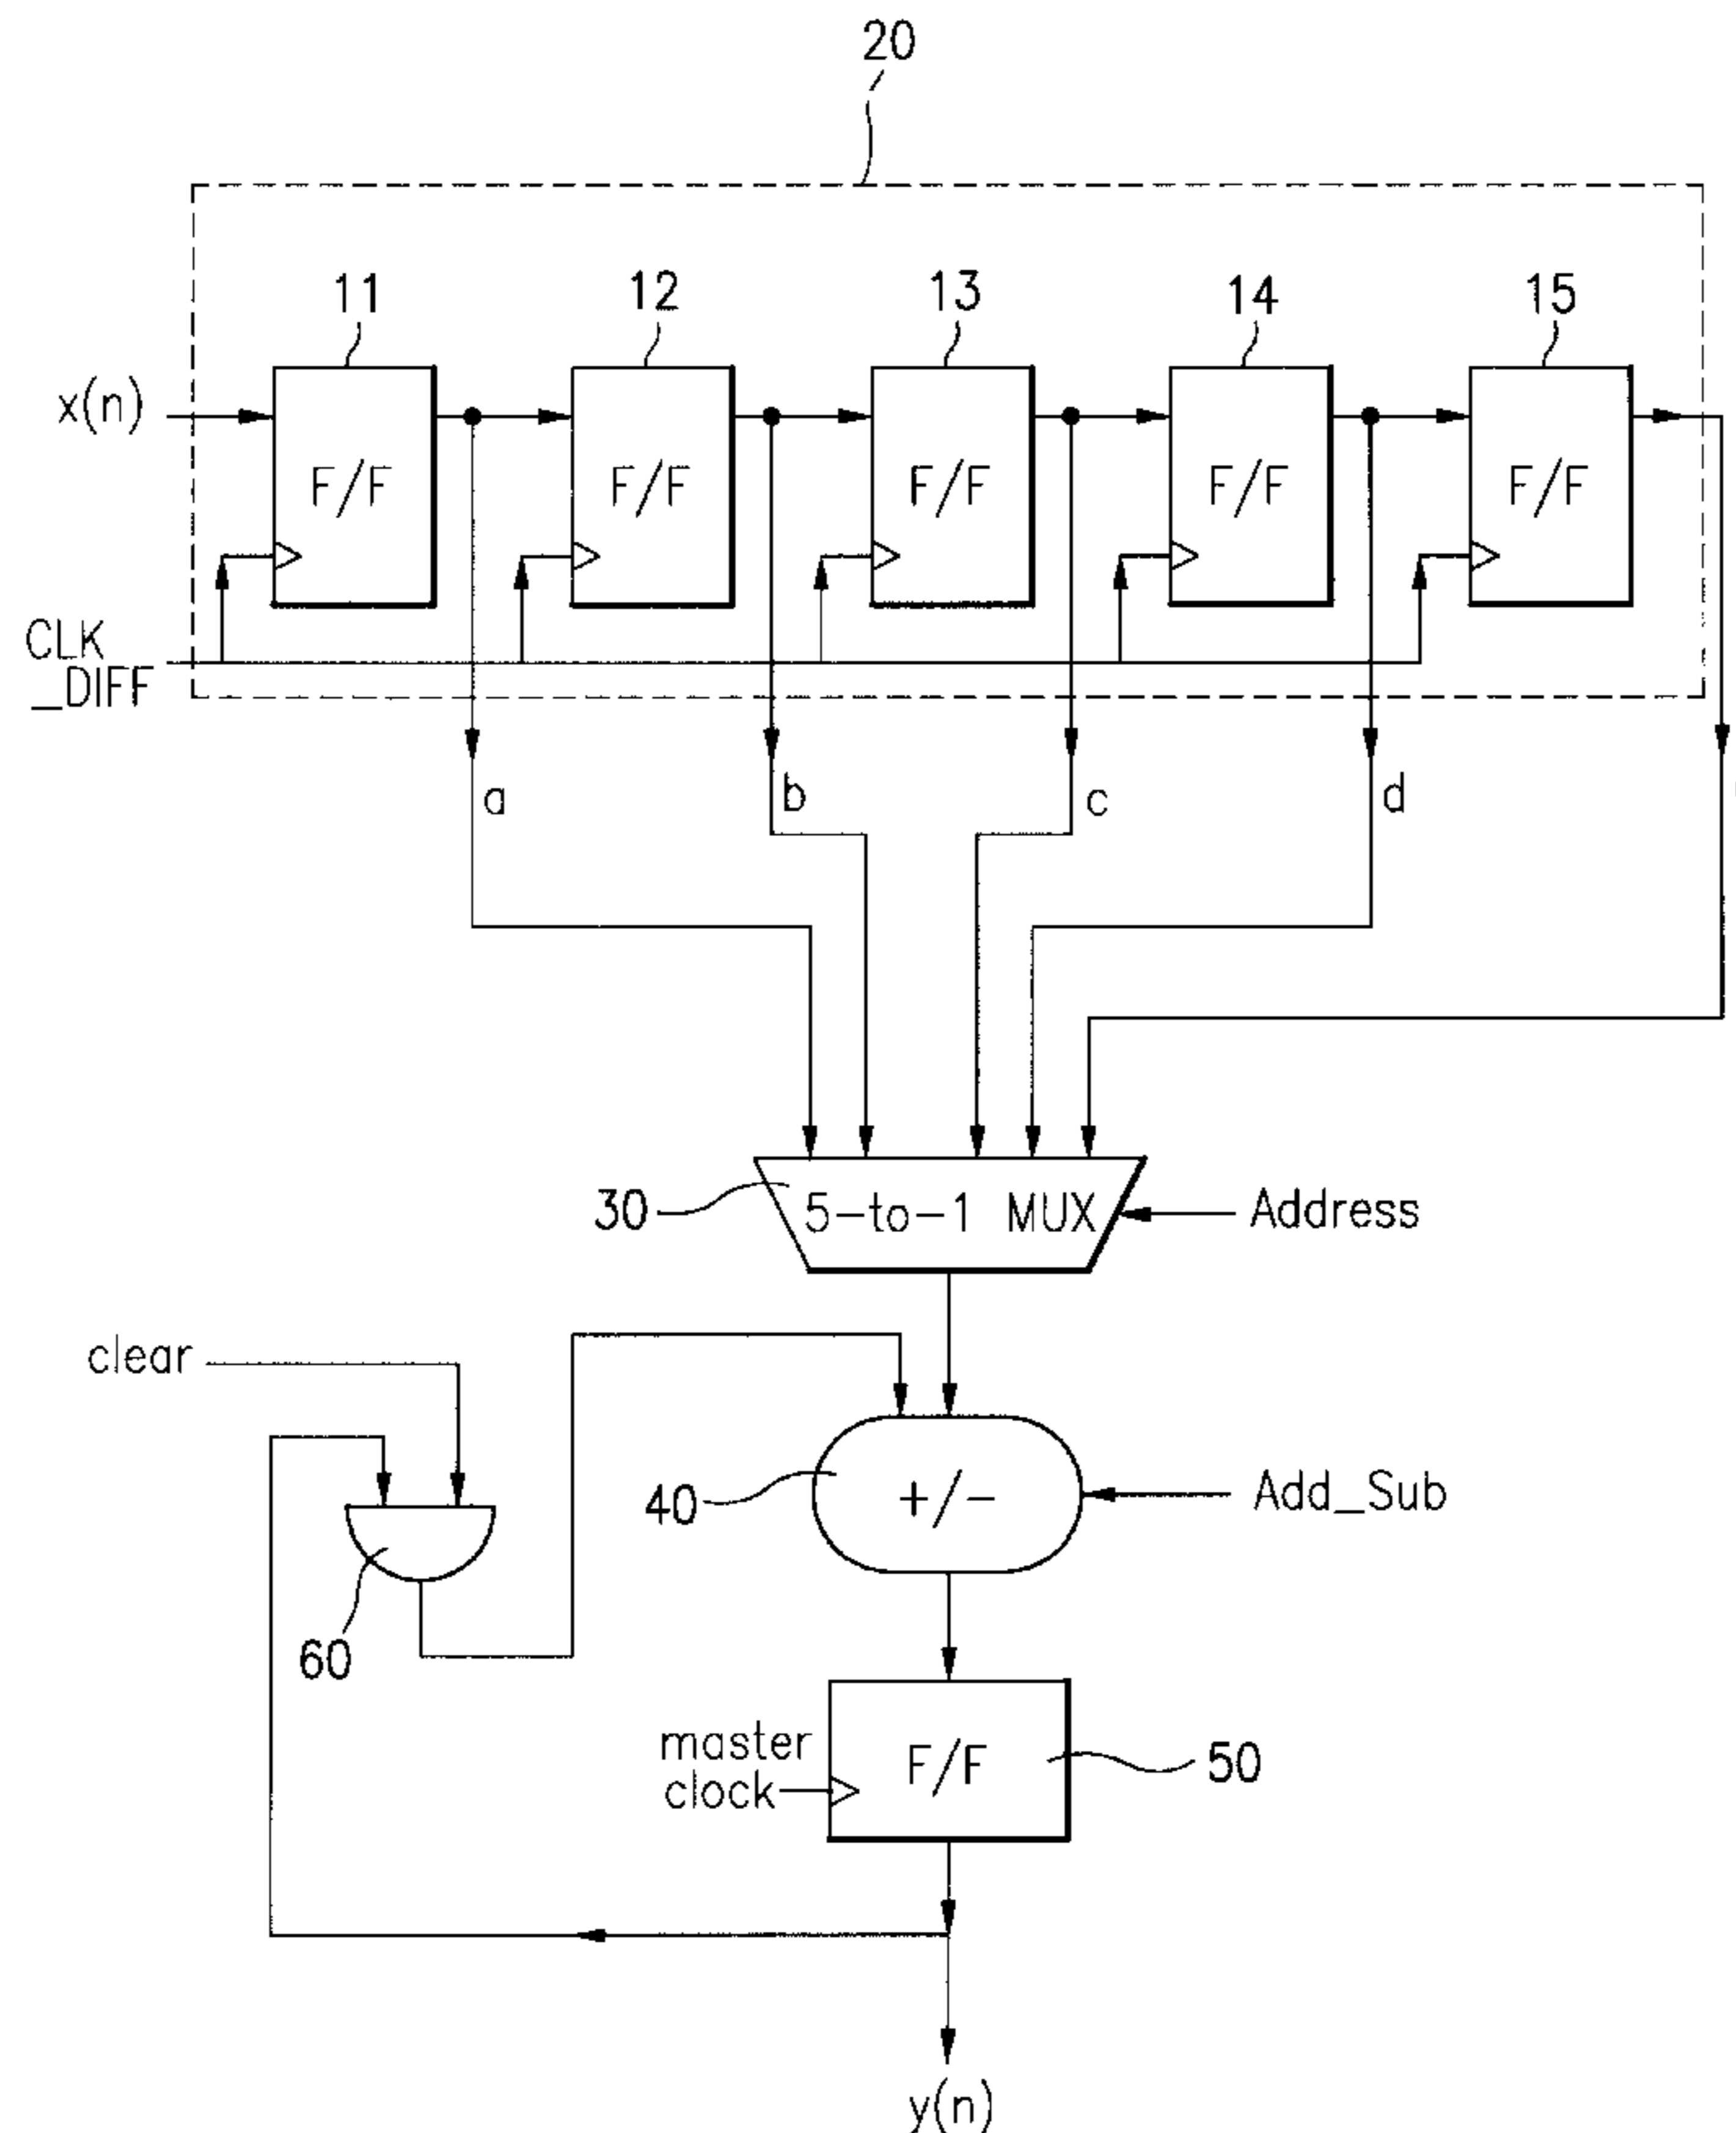 20
11
12
13
14
15
x(n)
F/F
F/F
F/F
F/F
F/F
CLK
_DIFF
a
b
c
d
30
5-to-1 MUX
Address
clear
40
+/-
Add_Sub
60
master
clock
F/F
50
y(n)